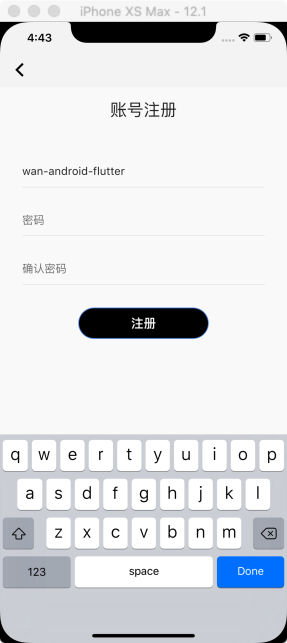 iPhone XS Max - 12.1
4:43
账号注册
wan-android-flutter
密码
确认密码
注册
q w e r t y u i o p
a s d f g h j k l
z x c v b n m
123 space Done